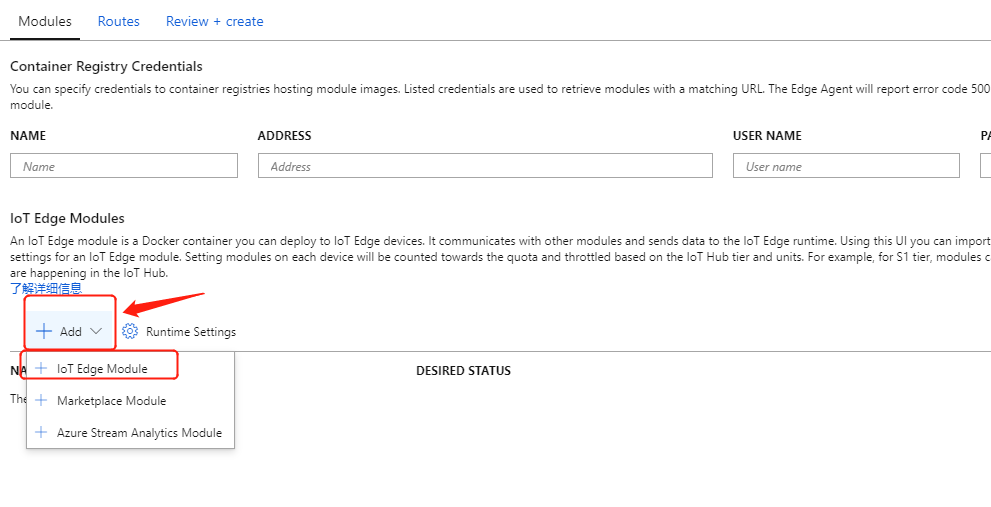 Modules Routes Review + create
Container Registry Credentials
You can specify credentials to container registries hosting module images. Listed credentials are used to retrieve modules with a matching URL. The Edge Agent will report error code 500
module.
NAME ADDRESS USER NAME PA
Name Address User name
IoT Edge Modules
An IoT Edge module is a Docker container you can deploy to IoT Edge devices. It communicates with other modules and sends data to the IoT Edge runtime. Using this UI you can import
settings for an IoT Edge module. Setting modules on each device will be counted towards the quota and throttled based on the IoT Hub tier and units. For example, for S1 tier, modules c
are happening in the IoT Hub.
了解详细信息
+ Add Runtime Settings
NA DESIRED STATUS
+ IoT Edge Module
The
+ Marketplace Module
+ Azure Stream Analytics Module